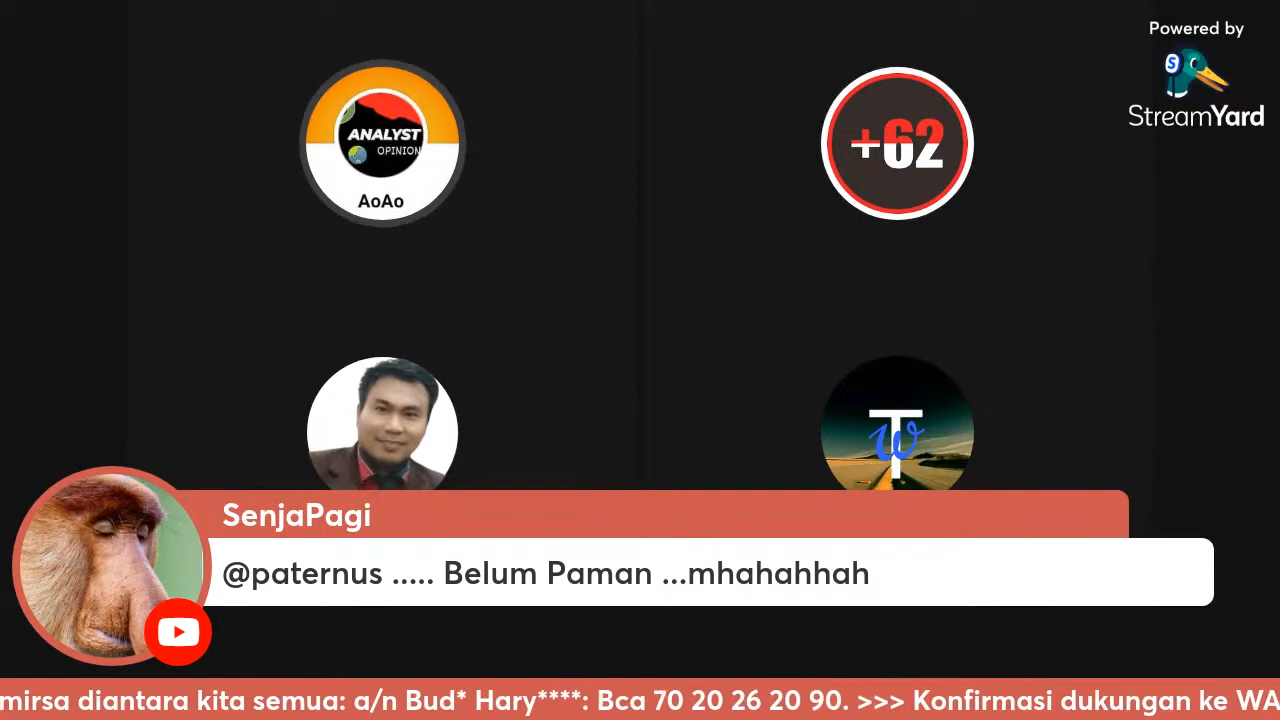 Powered by
StreamYard
ANALYST
OPINION
AoAo
+62
T
w
SenjaPagi
@paternus ..... Belum Paman ...mhahahhah
mirsa diantara kita semua: a/n Bud* Hary****: Bca 70 20 26 20 90. >>> Konfirmasi dukungan ke WA